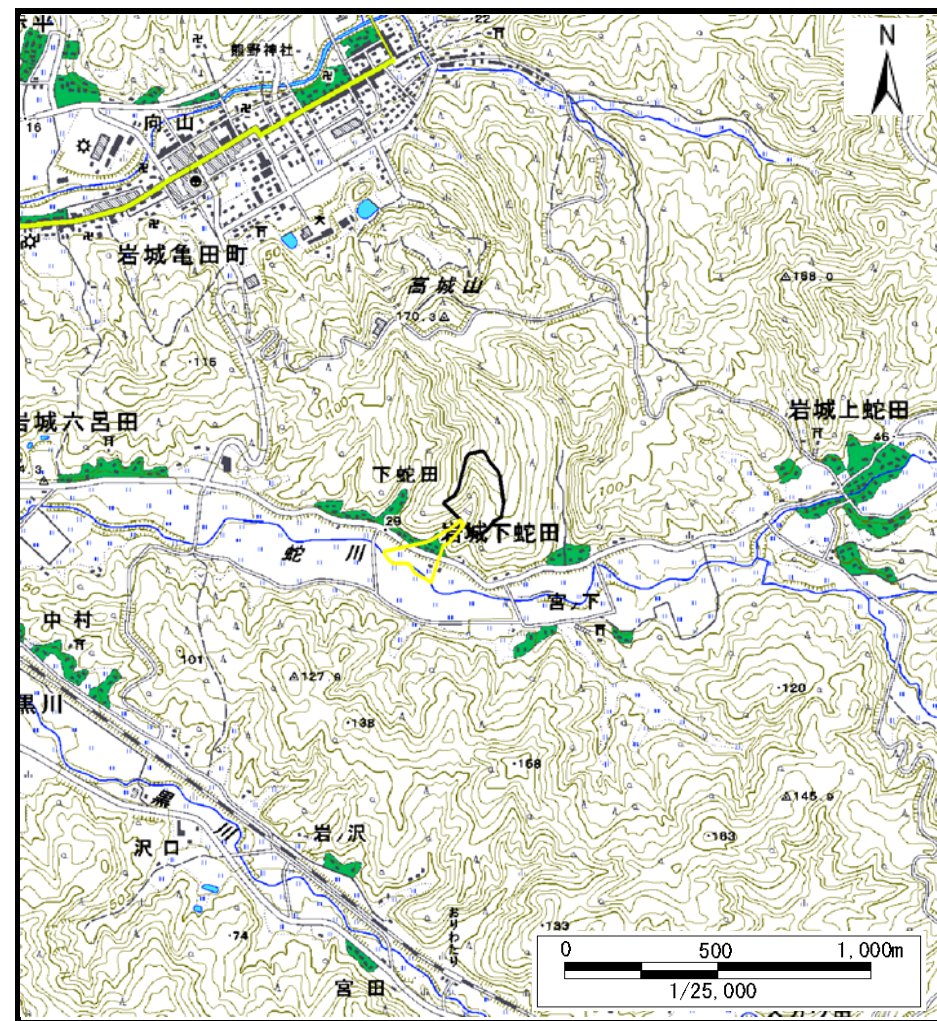 22
熊野神社
N
16
向山
岩城亀田町
高城山
170.3
168.0
115
岩城六呂田
岩城上蛇田
46
下蛇田
29
岩城下蛇田
蛇川
宮ノ下
中村
101
127.9
120
黒川
138
168
145.9
183
黒川
沢口
岩ノ沢
おりわたり
74
133
宮田
0 500 1,000m
1/25,000